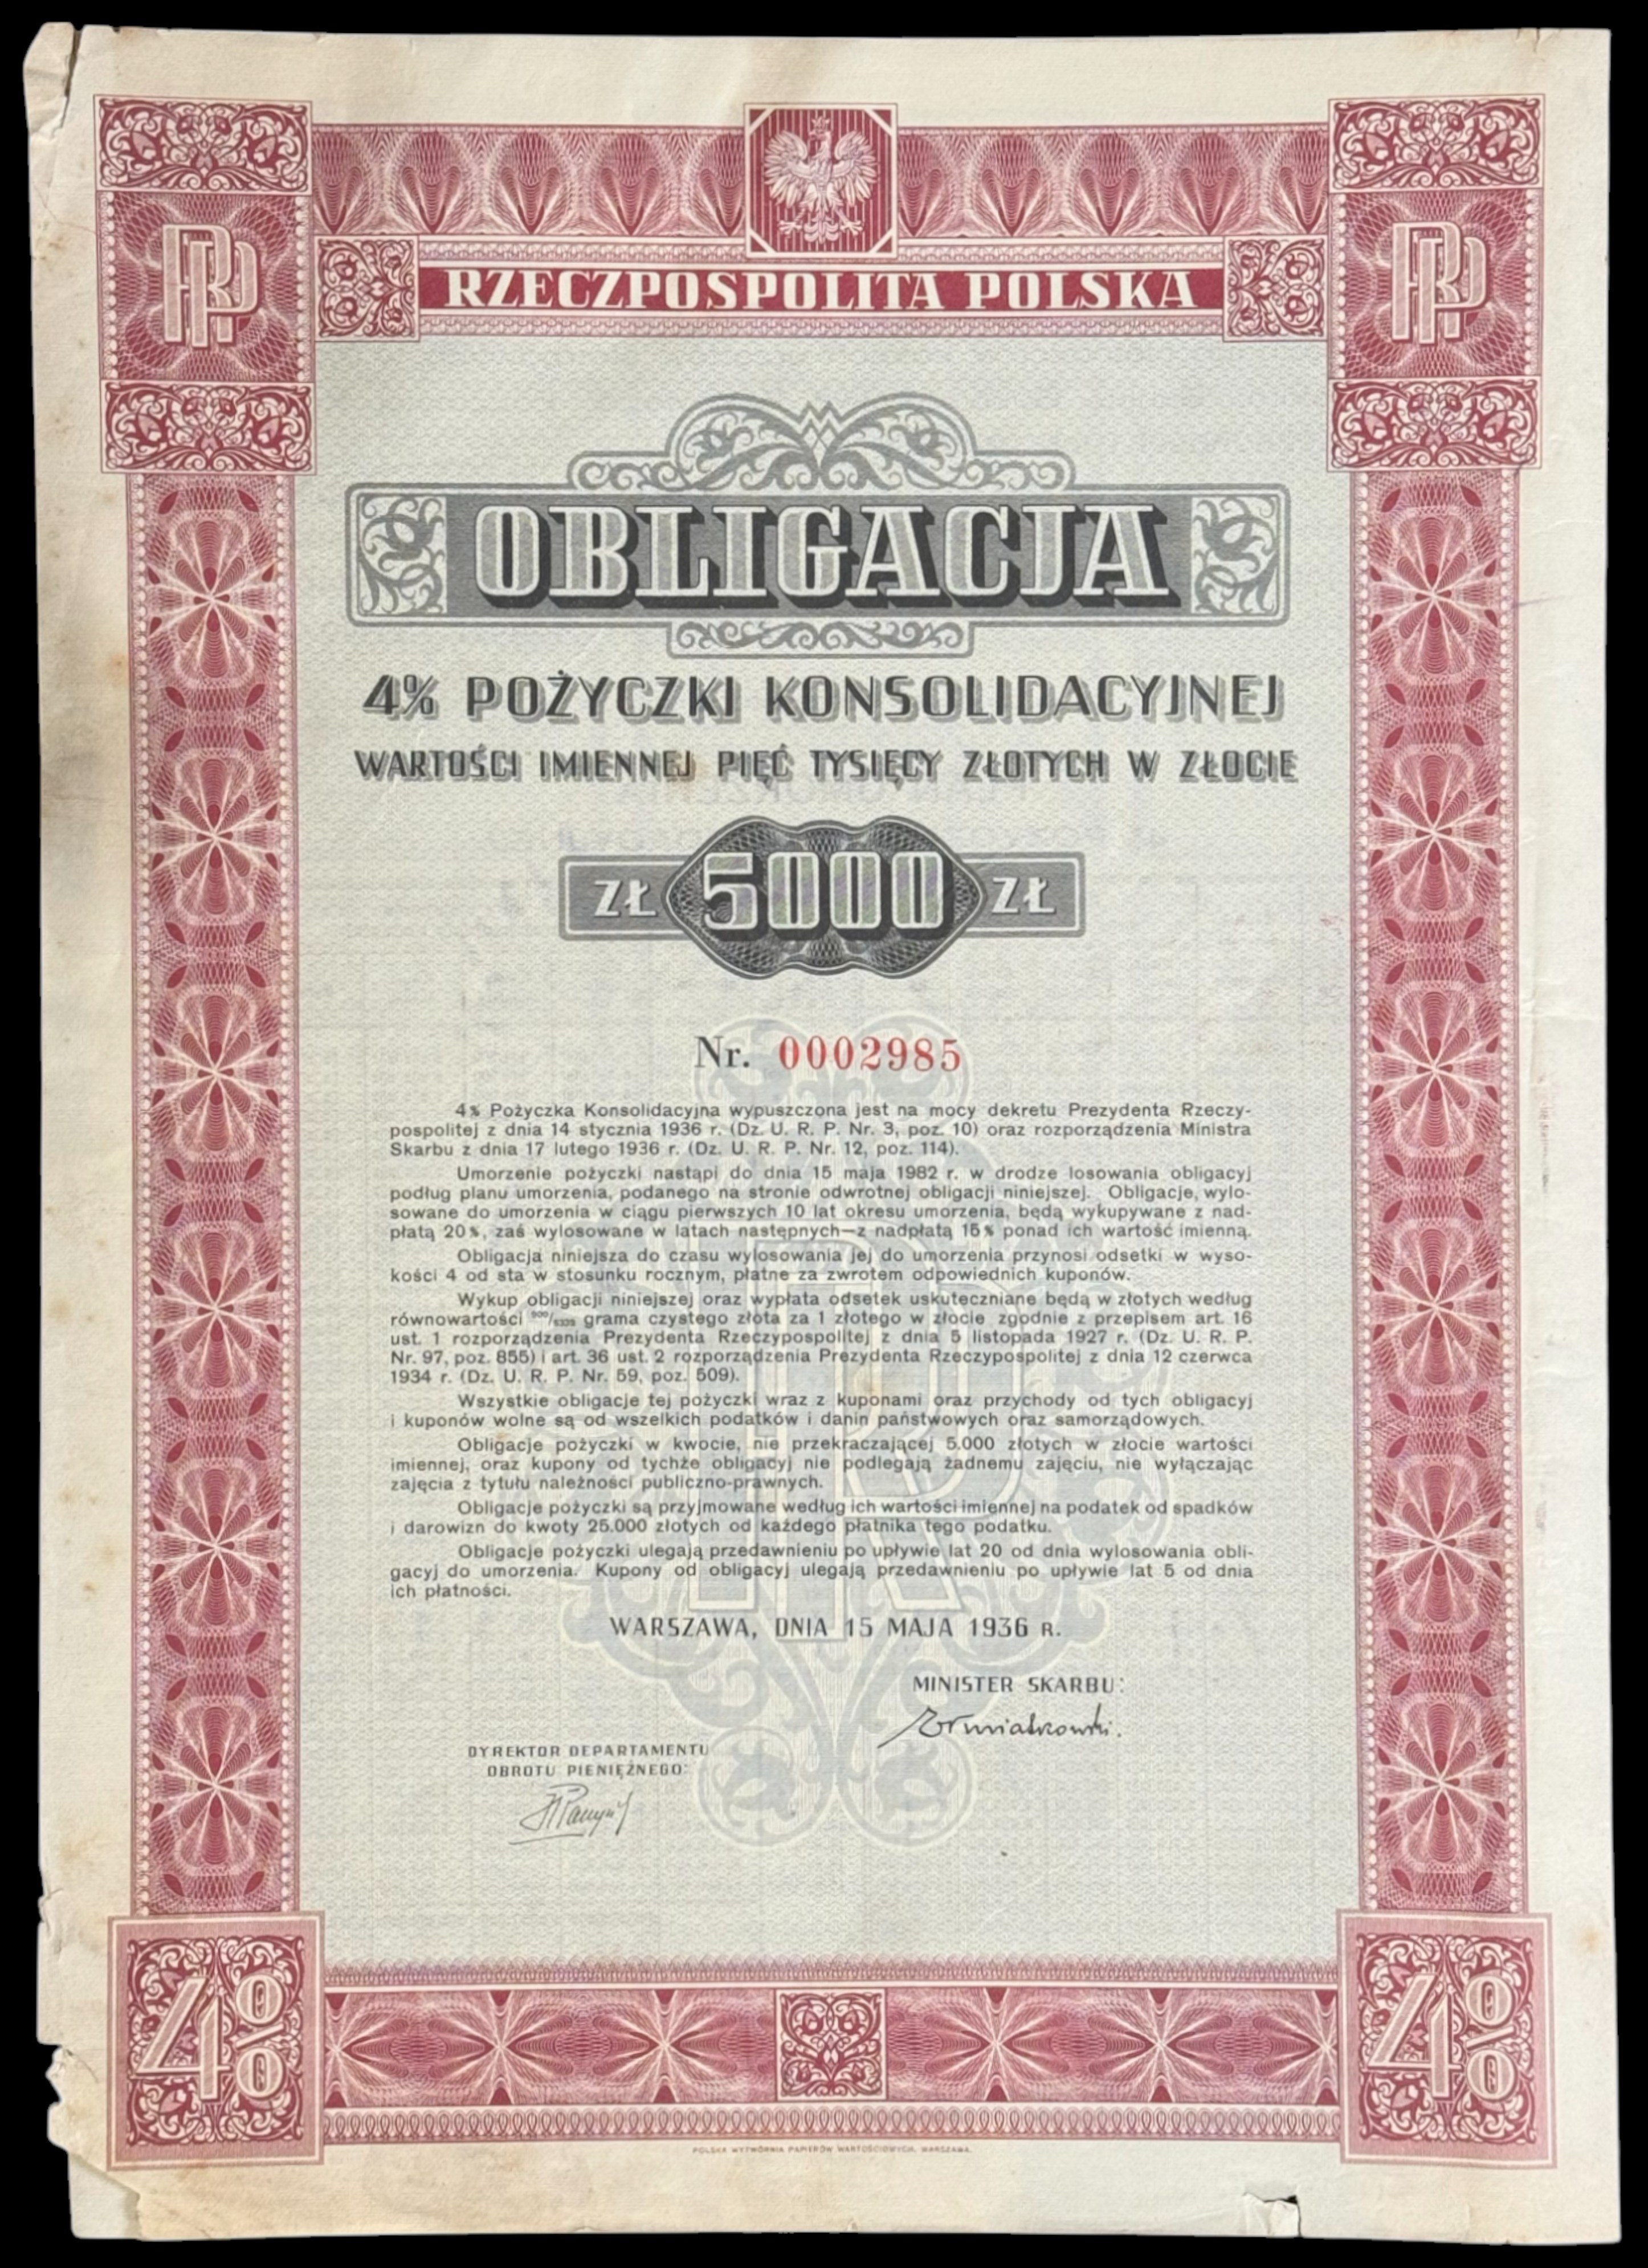 RP
RP
RZECZPOSPOLITA POLSKA
OBLIGACJA
4% POŻYCZKI KONSOLIDACYJNEJ
WARTOŚCI IMIENNEJ PIĘĆ TYSIĘCY ZŁOTYCH W ZŁOCIE
ZŁ 5000 ZŁ
Nr. 0002985
4% Pożyczka Konsolidacyjna wypuszczona jest na mocy dekretu Prezydenta Rzeczy-
pospolitej z dnia 14 stycznia 1936 r. (Dz. U. R. P. Nr. 3, poz. 10) oraz rozporządzenia Ministra
Skarbu z dnia 17 lutego 1936 r. (Dz. U. R. P. Nr. 12, poz. 114).
Umorzenie pożyczki nastąpi do dnia 15 maja 1982 r. w drodze losowania obligacyj
podług planu umorzenia, podanego na stronie odwrotnej obligacji niniejszej. Obligacje, wylo-
sowane do umorzenia w ciągu pierwszych 10 lat okresu umorzenia, będą wykupywane z nad-
płatą 20%, zaś wylosowane w latach następnych—z nadpłatą 15% ponad ich wartość imienną.
Obligacja niniejsza do czasu wylosowania jej do umorzenia przynosi odsetki w wyso-
kości 4 od sta w stosunku rocznym, płatne za zwrotem odpowiednich kuponów.
Wykup obligacji niniejszej oraz wypłata odsetek uskuteczniane będą w złotych według
równowartości 900/5332 grama czystego złota za 1 złotego w złocie zgodnie z przepisem art. 16
ust. 1 rozporządzenia Prezydenta Rzeczypospolitej z dnia 5 listopada 1927 r. (Dz. U. R. P.
Nr. 97, poz. 855) i art. 36 ust. 2 rozporządzenia Prezydenta Rzeczypospolitej z dnia 12 czerwca
1934 r. (Dz. U. R. P. Nr. 59, poz. 509).
Wszystkie obligacje tej pożyczki wraz z kuponami oraz przychody od tych obligacyj
i kuponów wolne są od wszelkich podatków i danin państwowych oraz samorządowych.
Obligacje pożyczki w kwocie, nie przekraczającej 5.000 złotych w złocie wartości
imiennej, oraz kupony od tychże obligacyj nie podlegają żadnemu zajęciu, nie wyłączając
zajęcia z tytułu należności publiczno-prawnych.
Obligacje pożyczki są przyjmowane według ich wartości imiennej na podatek od spadków
i darowizn do kwoty 25.000 złotych od każdego płatnika tego podatku.
Obligacje pożyczki ulegają przedawnieniu po upływie lat 20 od dnia wylosowania obli-
gacyj do umorzenia. Kupony od obligacyj ulegają przedawnieniu po upływie lat 5 od dnia
ich płatności.
WARSZAWA, DNIA 15 MAJA 1936 R.
MINISTER SKARBU:
DYREKTOR DEPARTAMENTU
OBROTU PIENIĘŻNEGO:
4%
4%
POLSKA WYTWÓRNIA PAPIERÓW WARTOŚCIOWYCH, WARSZAWA.